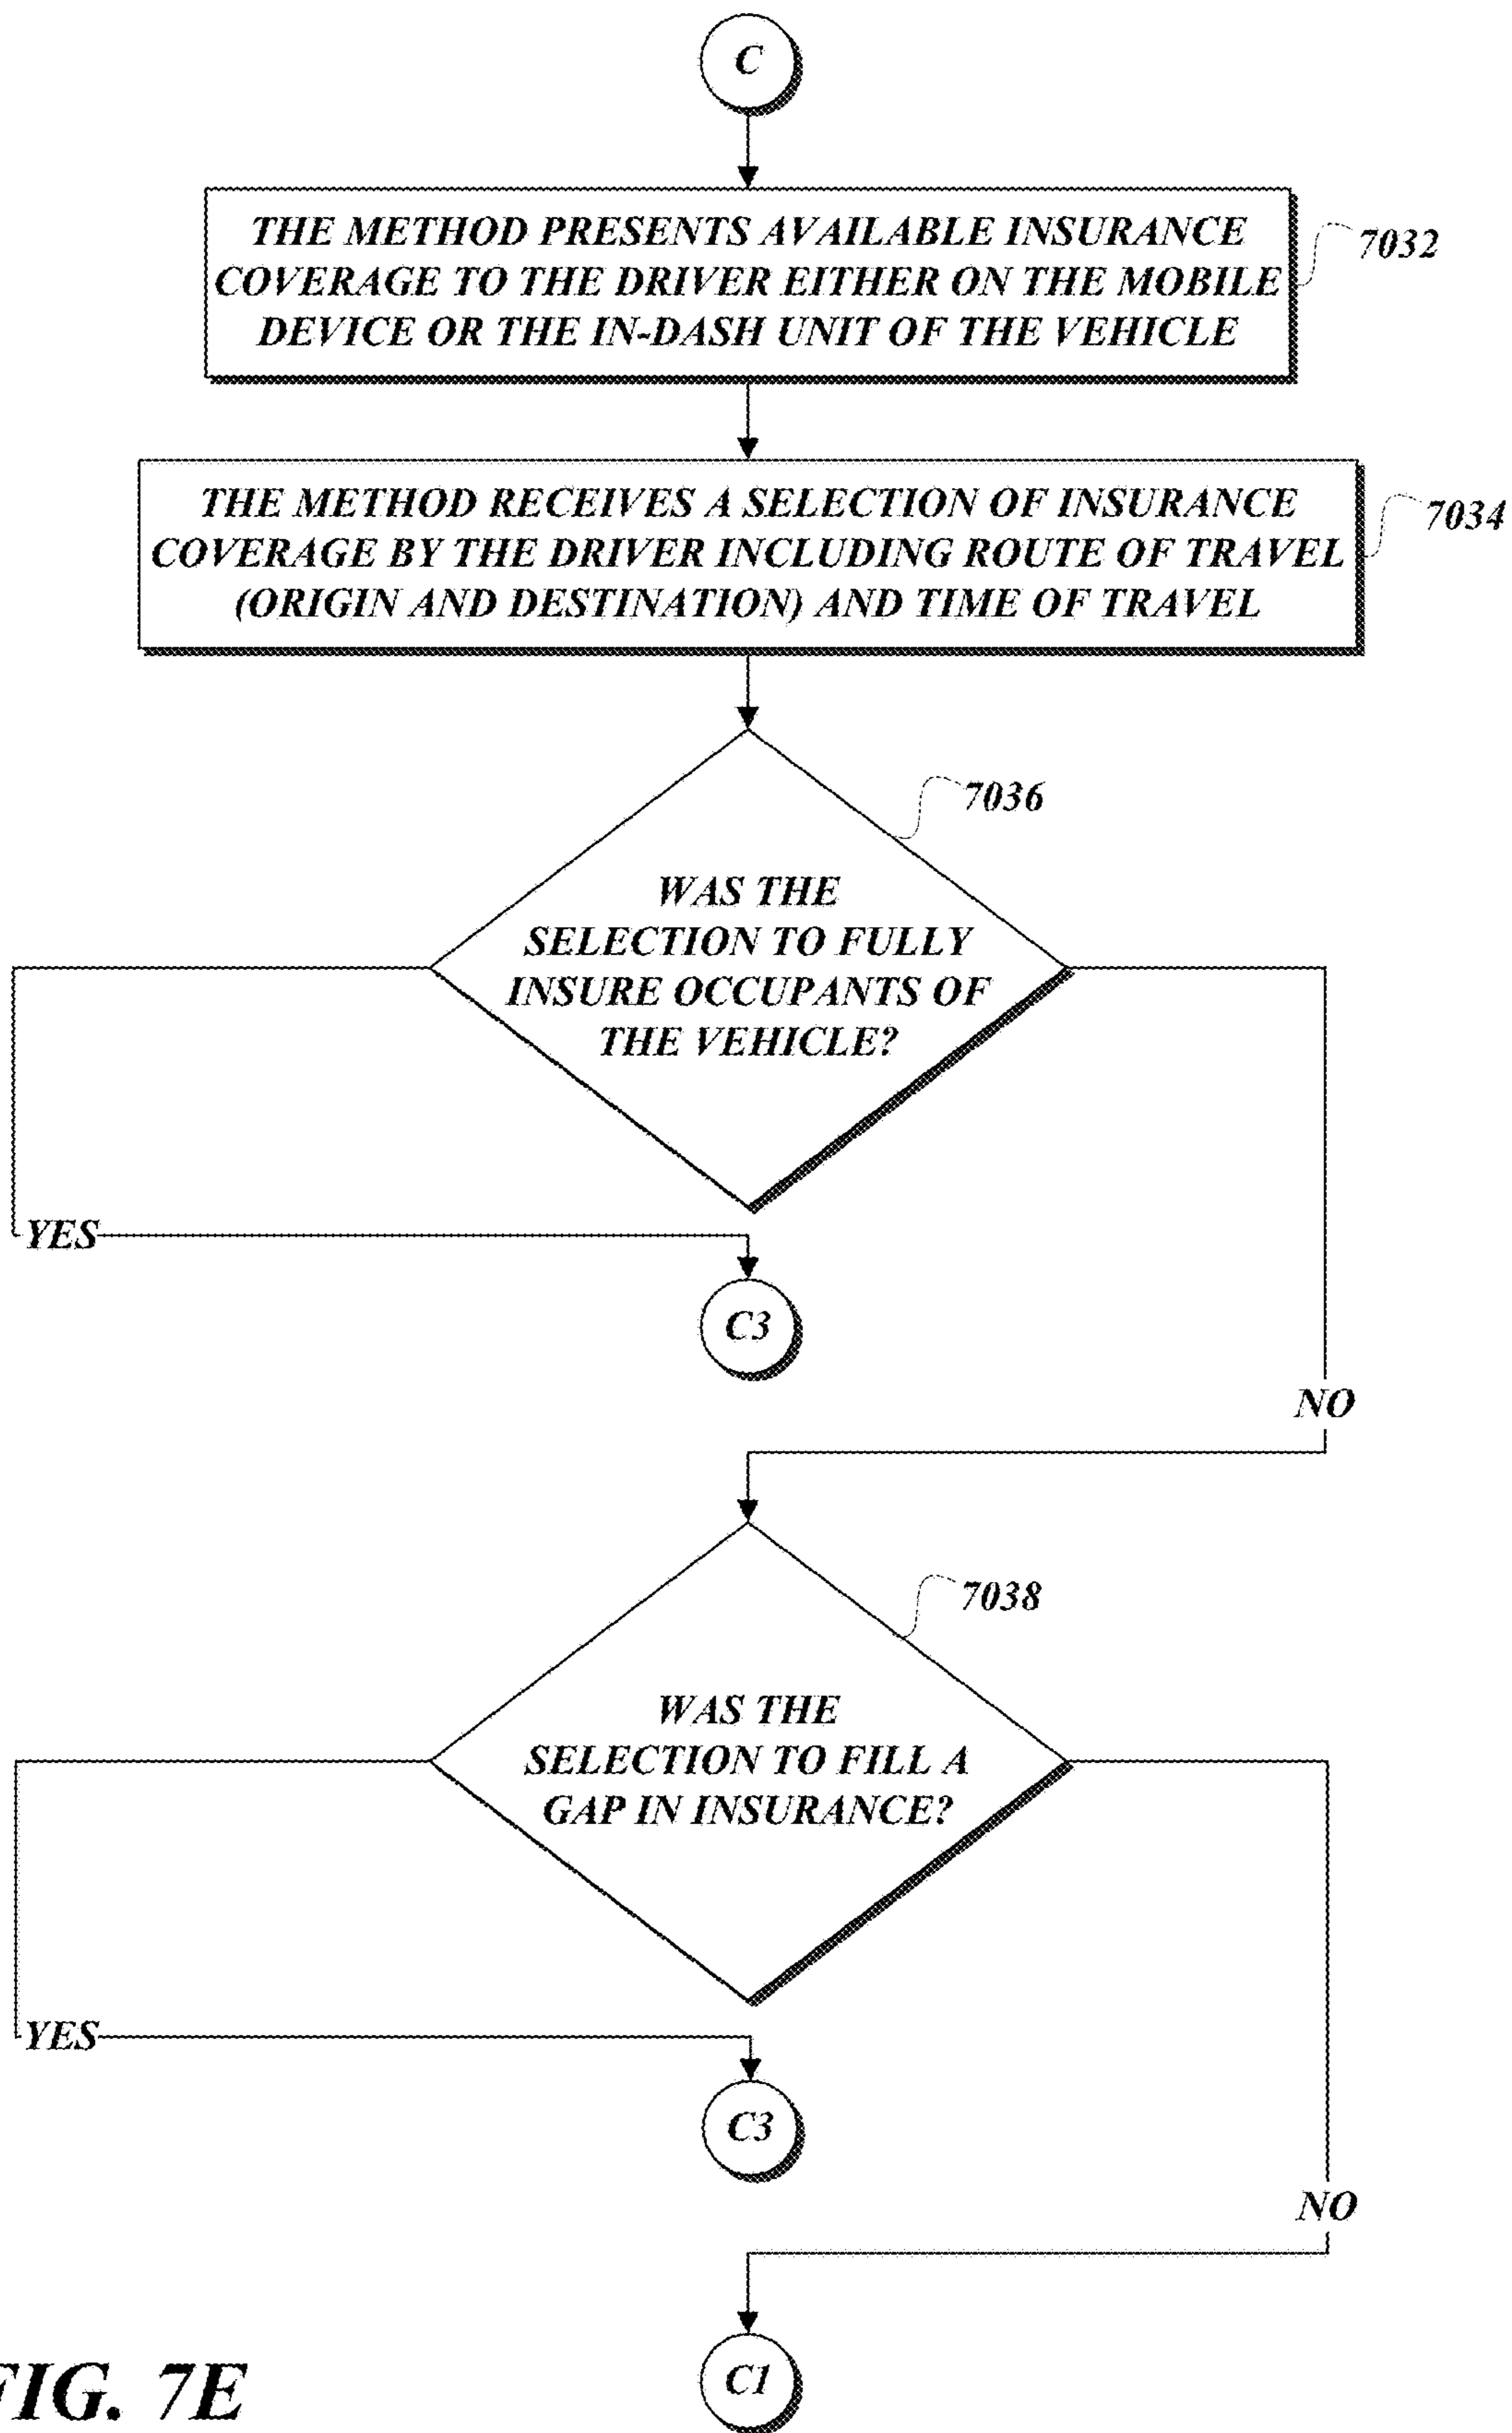 C
THE METHOD PRESENTS AVAILABLE INSURANCE
COVERAGE TO THE DRIVER EITHER ON THE MOBILE
DEVICE OR THE IN-DASH UNIT OF THE VEHICLE
7032
THE METHOD RECEIVES A SELECTION OF INSURANCE
COVERAGE BY THE DRIVER INCLUDING ROUTE OF TRAVEL
(ORIGIN AND DESTINATION) AND TIME OF TRAVEL
7034
7036
WAS THE
SELECTION TO FULLY
INSURE OCCUPANTS OF
THE VEHICLE?
YES
C3
NO
7038
WAS THE
SELECTION TO FILL A
GAP IN INSURANCE?
YES
C3
NO
C1
FIG. 7E